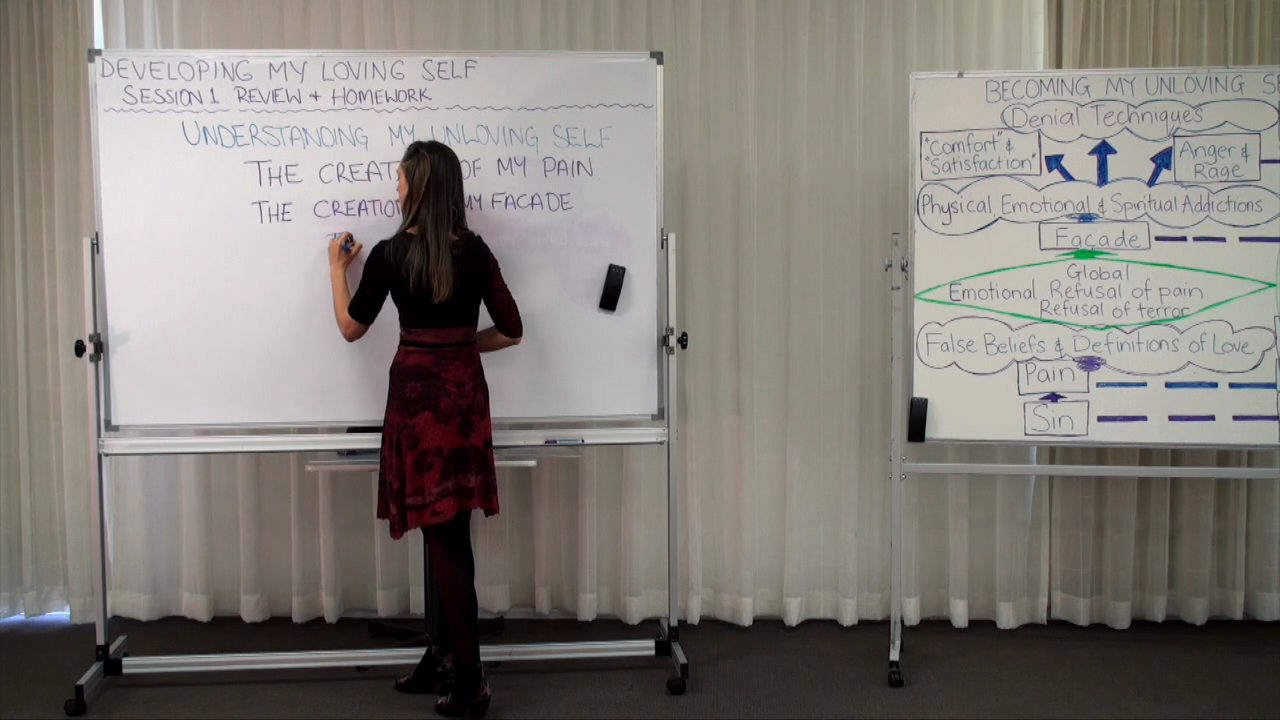 DEVELOPING MY LOVING SELF
SESSION 1 REVIEW + HOMEWORK
UNDERSTANDING MY UNLOVING SELF
THE CREAT OF MY PAIN
THE CREATIO MY FACADE
BECOMING MY UNLOVING SE
Denial Techniques
"Comfort" &
"Satisfaction"
Anger &
Rage
Physical, Emotional & Spiritual Addictions
Façade
Global
Emotional Refusal of pain
Refusal of terror
False Beliefs & Definitions of Love
Pain
Sin